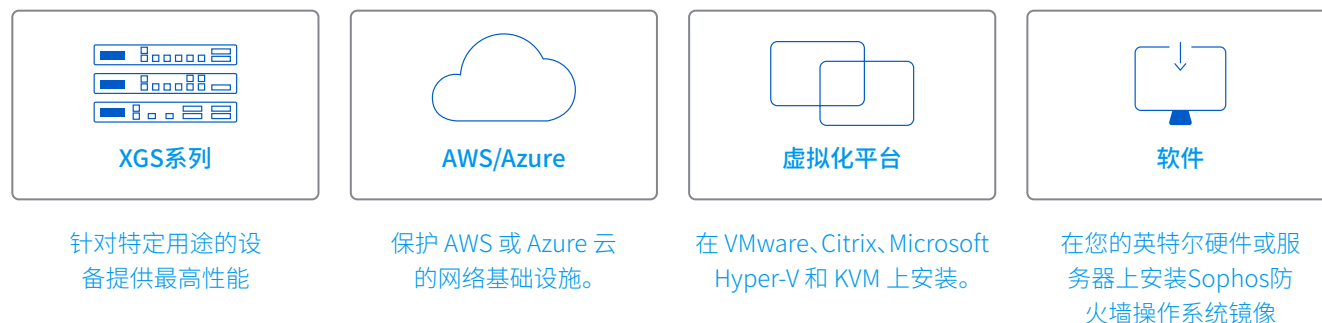 XGS系列
针对特定用途的设
备提供最高性能
AWS/Azure
保护 AWS 或 Azure 云
的网络基础设施。
虚拟化平台
在 VMware、Citrix、Microsoft
Hyper-V 和 KVM 上安装。
软件
在您的英特尔硬件或服
务器上安装Sophos防
火墙操作系统镜像